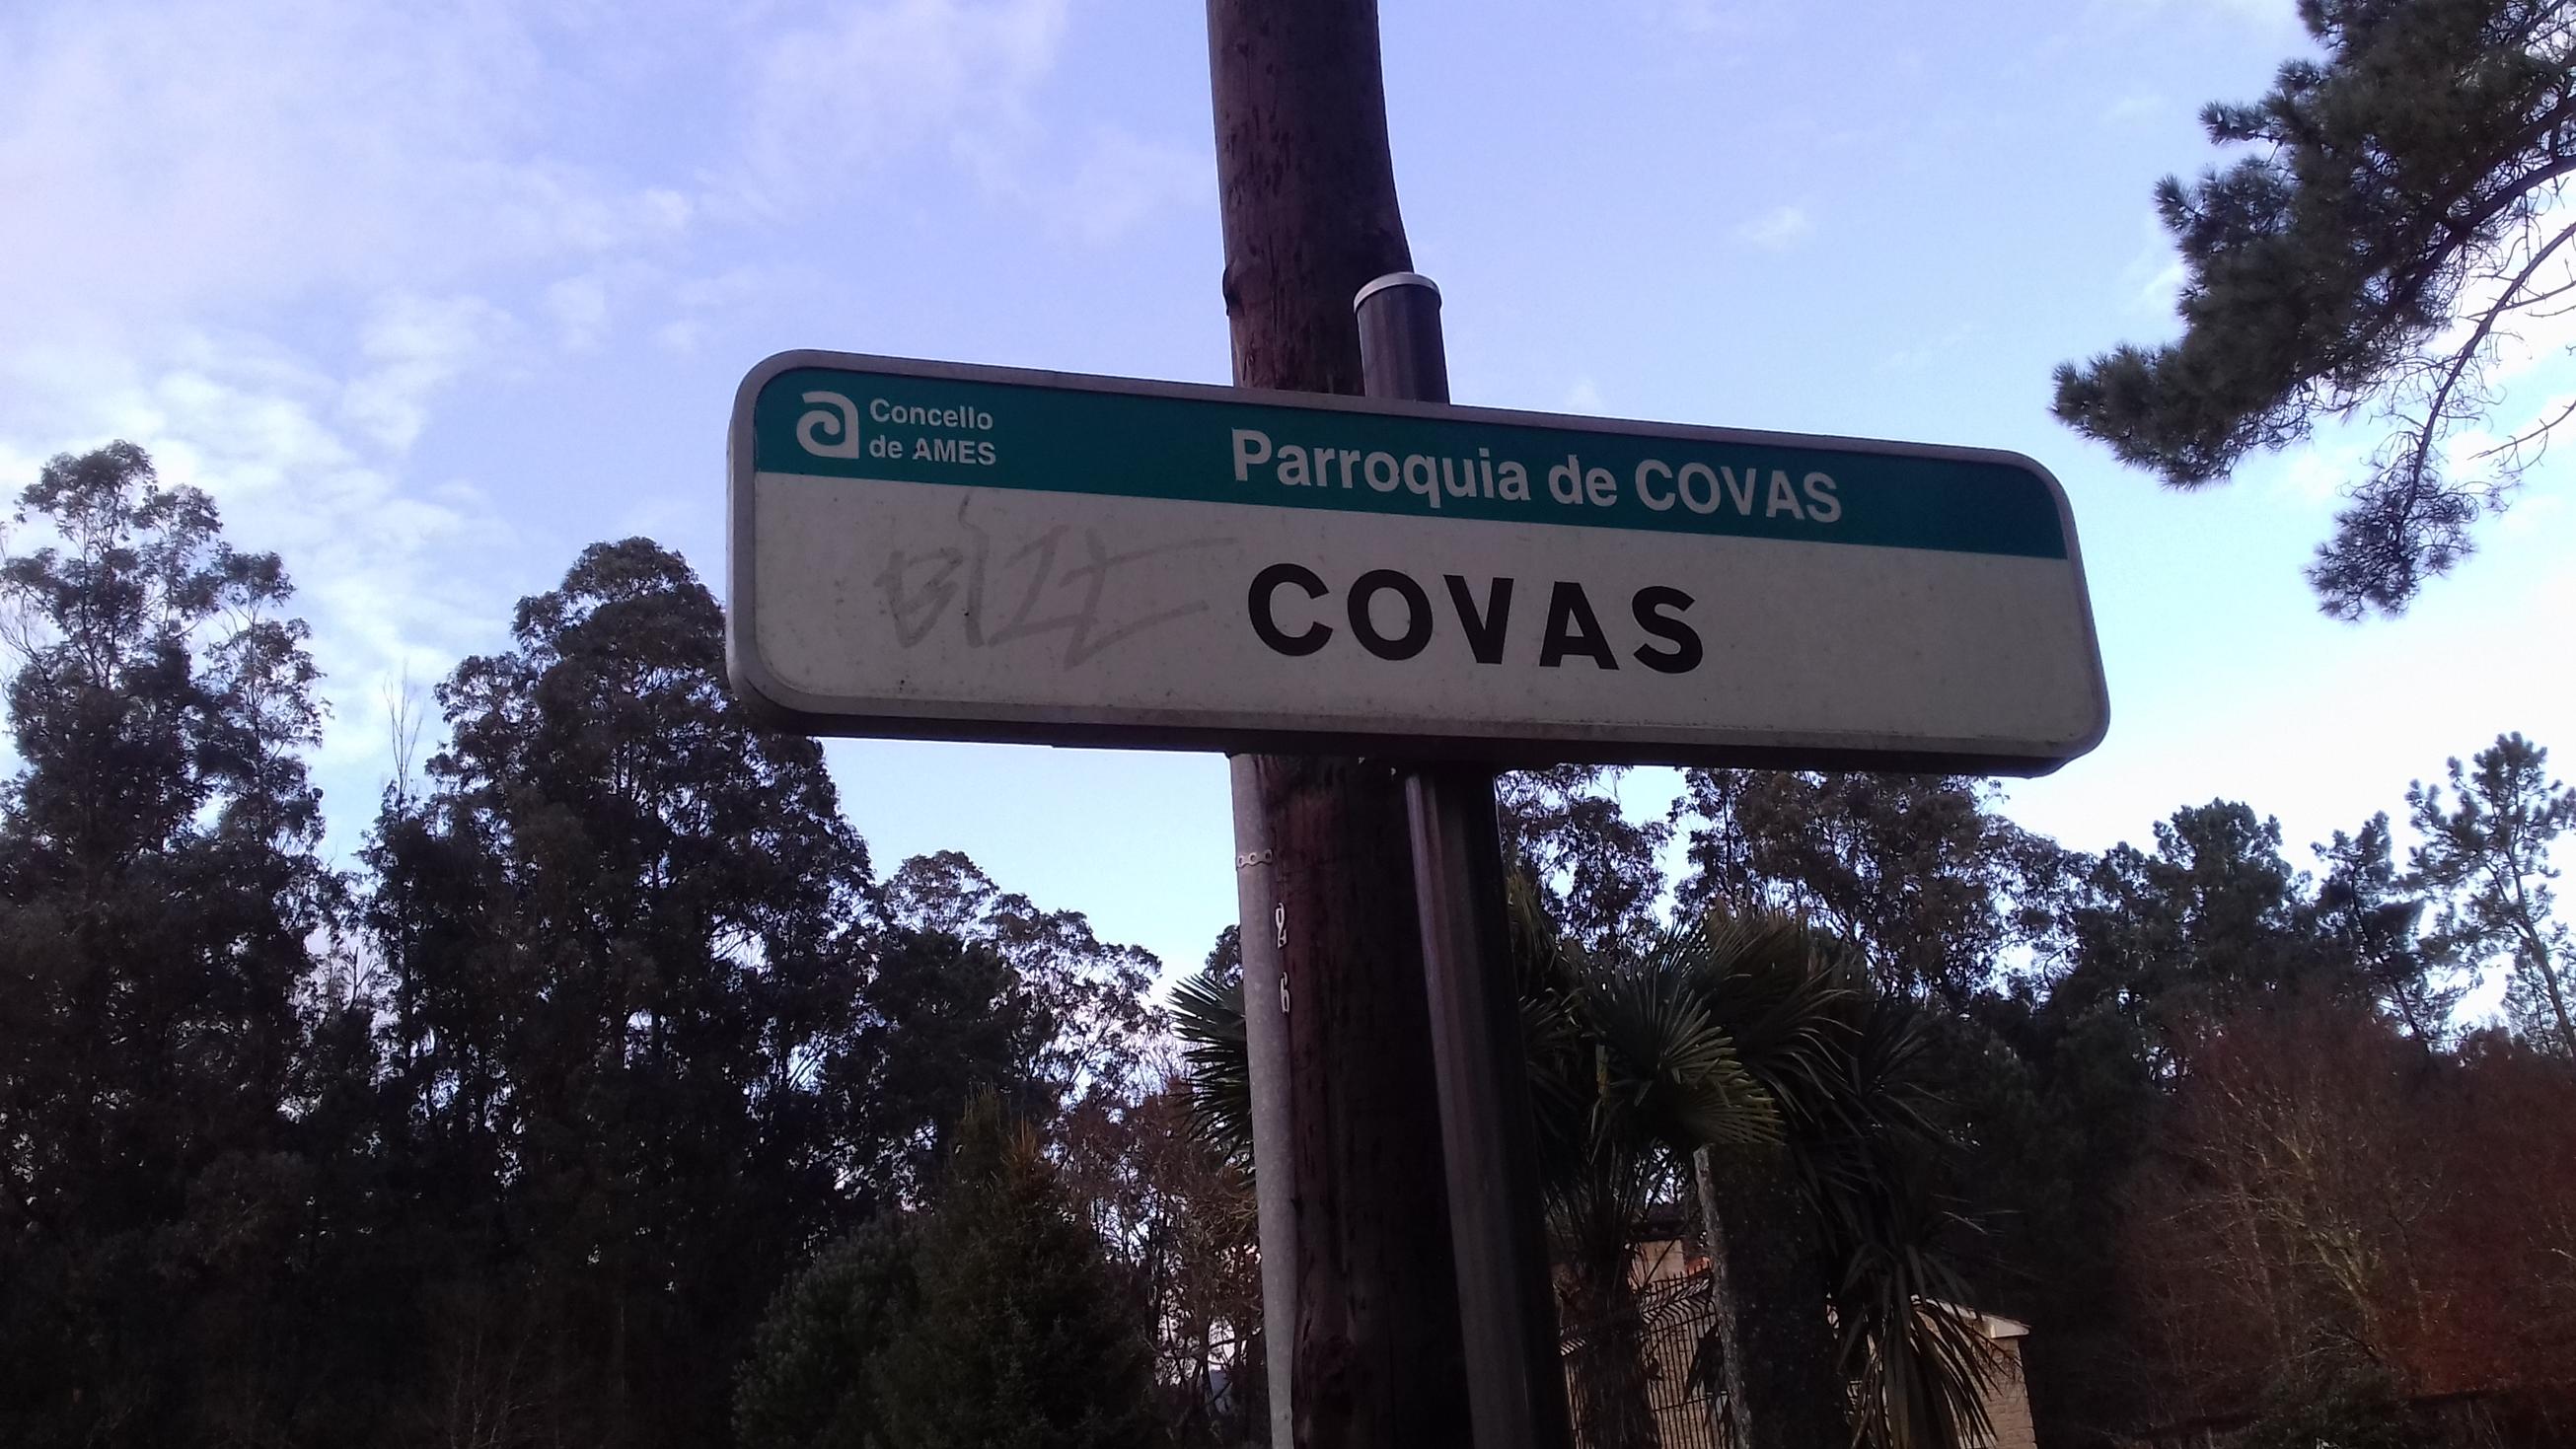 Concello
de AMES
Parroquia de COVAS
COVAS